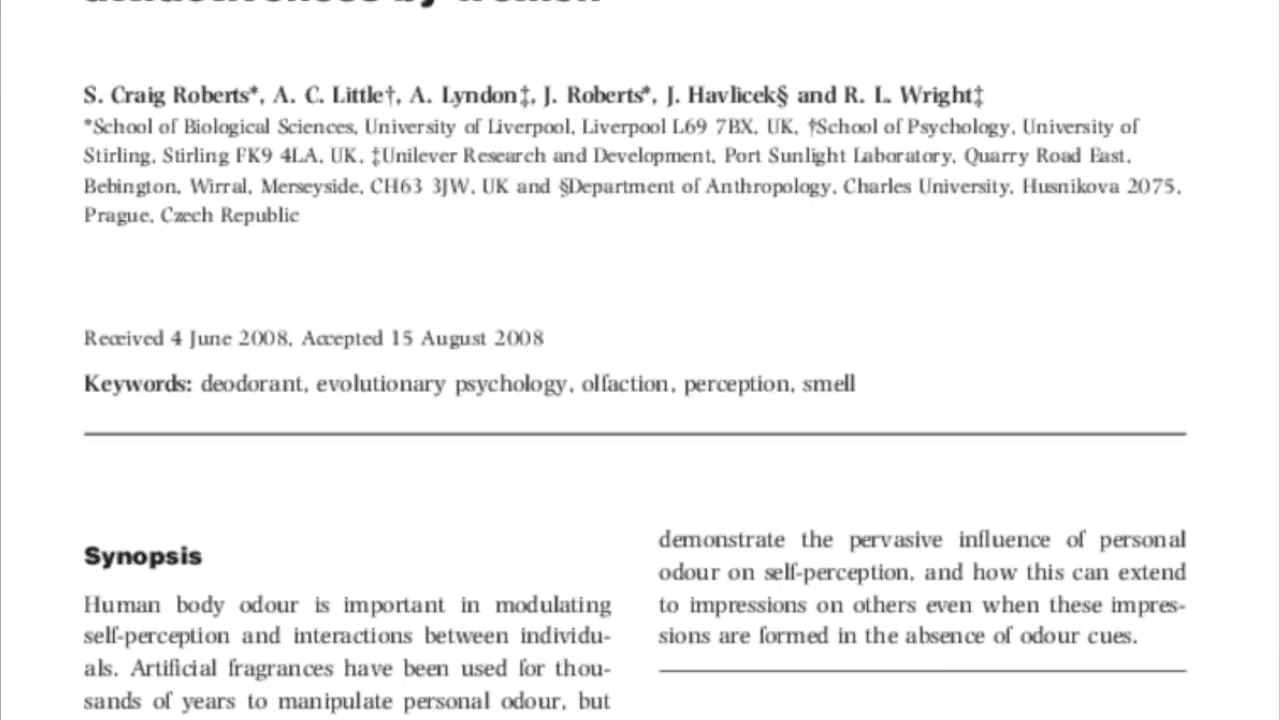 S. Craig Roberts*, A. C. Little†, A. Lyndon‡, J. Roberts*, J. Havlicek§ and R. L. Wright‡
*School of Biological Sciences, University of Liverpool, Liverpool L69 7BX, UK, †School of Psychology, University of
Stirling, Stirling FK9 4LA, UK, ‡Unilever Research and Development, Port Sunlight Laboratory, Quarry Road East,
Bebington, Wirral, Merseyside, CH63 3JW, UK and §Department of Anthropology, Charles University, Husnikova 2075,
Prague, Czech Republic
Received 4 June 2008, Accepted 15 August 2008
Keywords: deodorant, evolutionary psychology, olfaction, perception, smell
Synopsis
Human body odour is important in modulating
self-perception and interactions between individu-
als. Artificial fragrances have been used for thou-
sands of years to manipulate personal odour, but
demonstrate the pervasive influence of personal
odour on self-perception, and how this can extend
to impressions on others even when these impres-
sions are formed in the absence of odour cues.